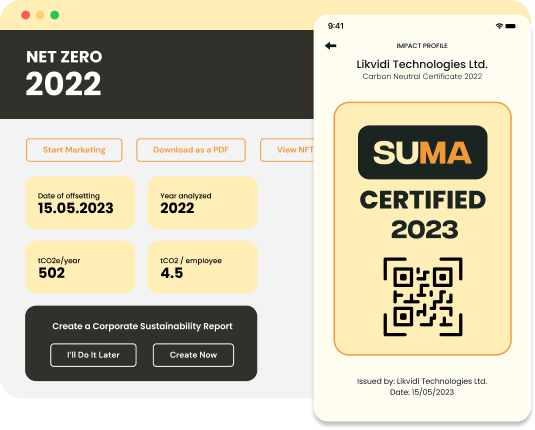 NET ZERO
2022
Start Marketing
Download as a PDF
View NFT
Date of offsetting
15.05.2023
Year analyzed
2022
tCO2e/year
502
tCO2 / employee
4.5
Create a Corporate Sustainability Report
I'll Do It Later
Create Now
9:41
IMPACT PROFILE
Likvidi Technologies Ltd.
Carbon Neutral Certificate 2022
SUMA
CERTIFIED
2023
Issued by: Likvidi Technologies Ltd.
Date: 15/05/2023